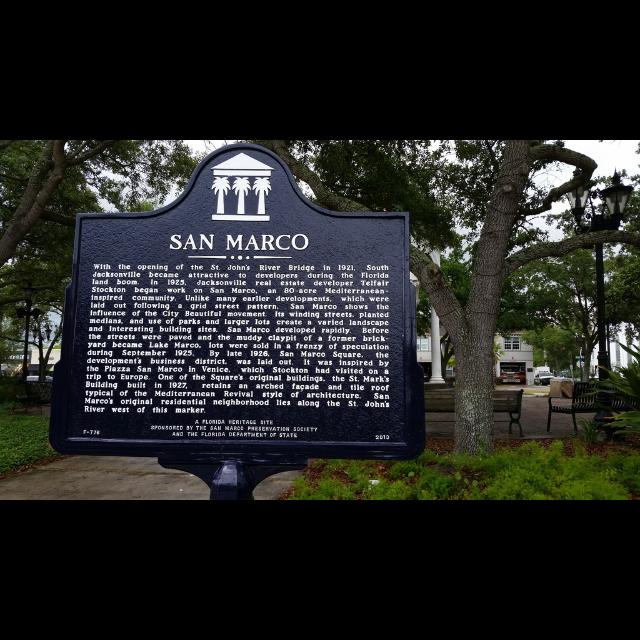 SAN MARCO
With the opening of the St. John's River Bridge in 1921, South
Jacksonville became attractive to developers during the Florida
land boom. In 1925, Jacksonville real estate developer Telfair
Stockton began work on San Marco, an 80-acre Mediterranean-
inspired community. Unlike many earlier developments, which were
laid out following a grid street pattern, San Marco shows the
influence of the City Beautiful movement. Its winding streets, planted
medians, and use of parks and larger lots create a varied landscape
and interesting building sites. San Marco developed rapidly. Before
the streets were paved and the muddy claypit of a former brick-
yard became Lake Marco, lots were sold in a frenzy of speculation
during September 1925. By late 1926, San Marco Square, the
development's business district, was laid out. It was inspired by
the Piazza San Marco in Venice, which Stockton had visited on a
trip to Europe. One of the Square's original buildings, the St. Mark's
Building built in 1927, retains an arched façade and tile roof
typical of the Mediterranean Revival style of architecture. San
Marco's original residential neighborhood lies along the St. John's
River west of this marker.
A FLORIDA HERITAGE SITE
SPONSORED BY THE SAN MARCO PRESERVATION SOCIETY
AND THE FLORIDA DEPARTMENT OF STATE
F-778 2013